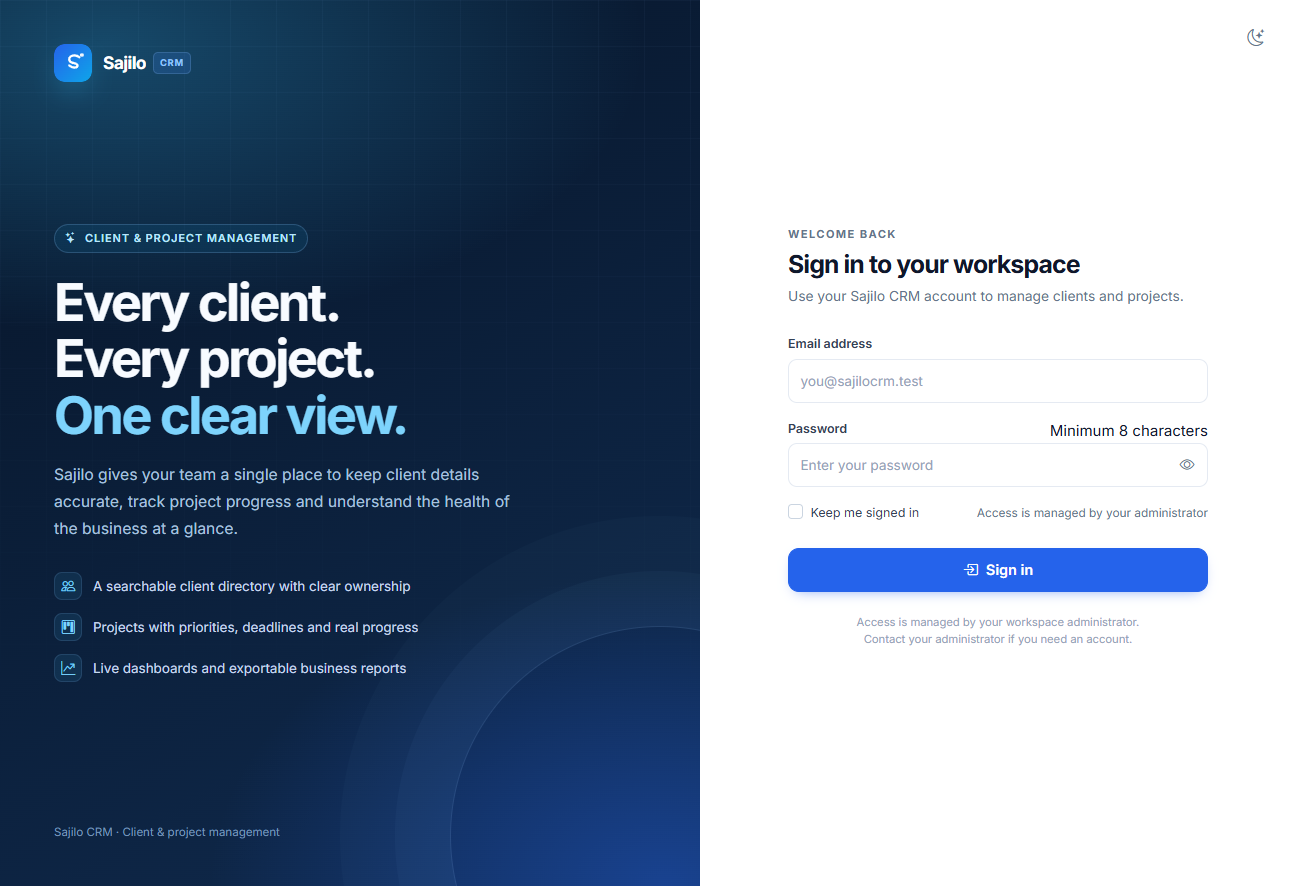 Sajilo CRM
CLIENT & PROJECT MANAGEMENT
Every client.
Every project.
One clear view.
Sajilo gives your team a single place to keep client details
accurate, track project progress and understand the health of
the business at a glance.
A searchable client directory with clear ownership
Projects with priorities, deadlines and real progress
Live dashboards and exportable business reports
Sajilo CRM · Client & project management
WELCOME BACK
Sign in to your workspace
Use your Sajilo CRM account to manage clients and projects.
Email address
you@sajilocrm.test
Password Minimum 8 characters
Enter your password
Keep me signed in Access is managed by your administrator
Sign in
Access is managed by your workspace administrator.
Contact your administrator if you need an account.